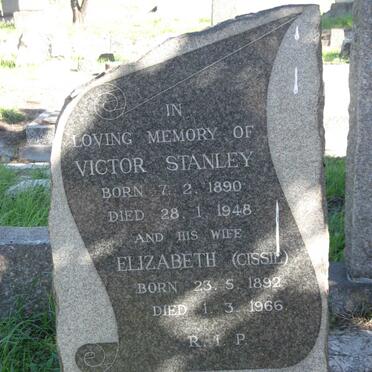 IN
LOVING MEMORY OF
VICTOR STANLEY
BORN 7. 2. 1890
DIED 28. 1. 1948
AND HIS WIFE
ELIZABETH (CISSIE)
BORN 23. 5. 1892
DIED 1. 3. 1966
R. I. P.